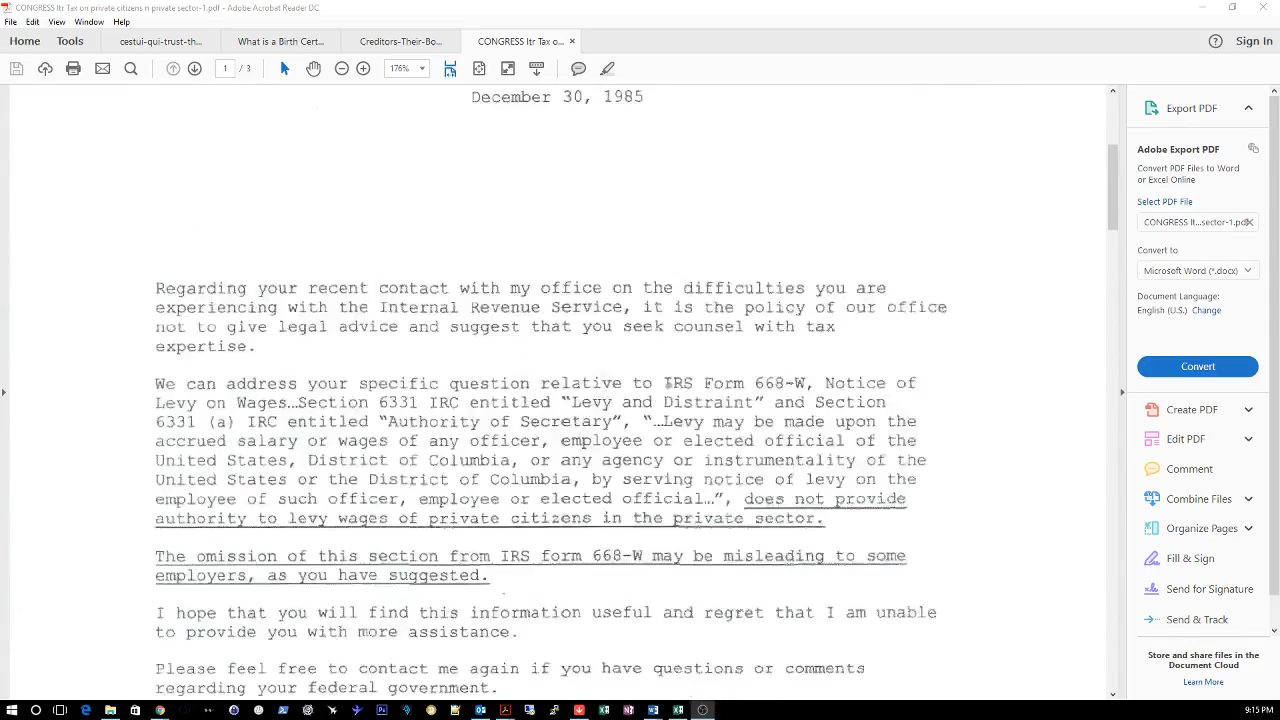 CONGRESS ltr Tax on private citizens n private sector-1.pdf - Adobe Acrobat Reader DC
File Edit View Window Help
Home Tools cestui-qui-trust-th... What is a Birth Cert... Creditors-Their-Bo... CONGRESS ltr Tax o... × Sign In
1 / 3 176%
December 30, 1985
Regarding your recent contact with my office on the difficulties you are
experiencing with the Internal Revenue Service, it is the policy of our office
not to give legal advice and suggest that you seek counsel with tax
expertise.
We can address your specific question relative to IRS Form 668-W, Notice of
Levy on Wages…Section 6331 IRC entitled “Levy and Distraint” and Section
6331 (a) IRC entitled “Authority of Secretary”, “…Levy may be made upon the
accrued salary or wages of any officer, employee or elected official of the
United States, District of Columbia, or any agency or instrumentality of the
United States or the District of Columbia, by serving notice of levy on the
employee of such officer, employee or elected official…”, does not provide
authority to levy wages of private citizens in the private sector.
The omission of this section from IRS form 668-W may be misleading to some
employers, as you have suggested.
I hope that you will find this information useful and regret that I am unable
to provide you with more assistance.
Please feel free to contact me again if you have questions or comments
regarding your federal government.
Export PDF
Adobe Export PDF
Convert PDF Files to Word
or Excel Online
Select PDF File
CONGRESS lt...sector-1.pdf
Convert to
Microsoft Word (*.docx)
Document Language:
English (U.S.) Change
Convert
Create PDF
Edit PDF
Comment
Combine Files
Organize Pages
Fill & Sign
Send for Signature
Send & Track
Store and share files in the
Document Cloud
Learn More
9:15 PM